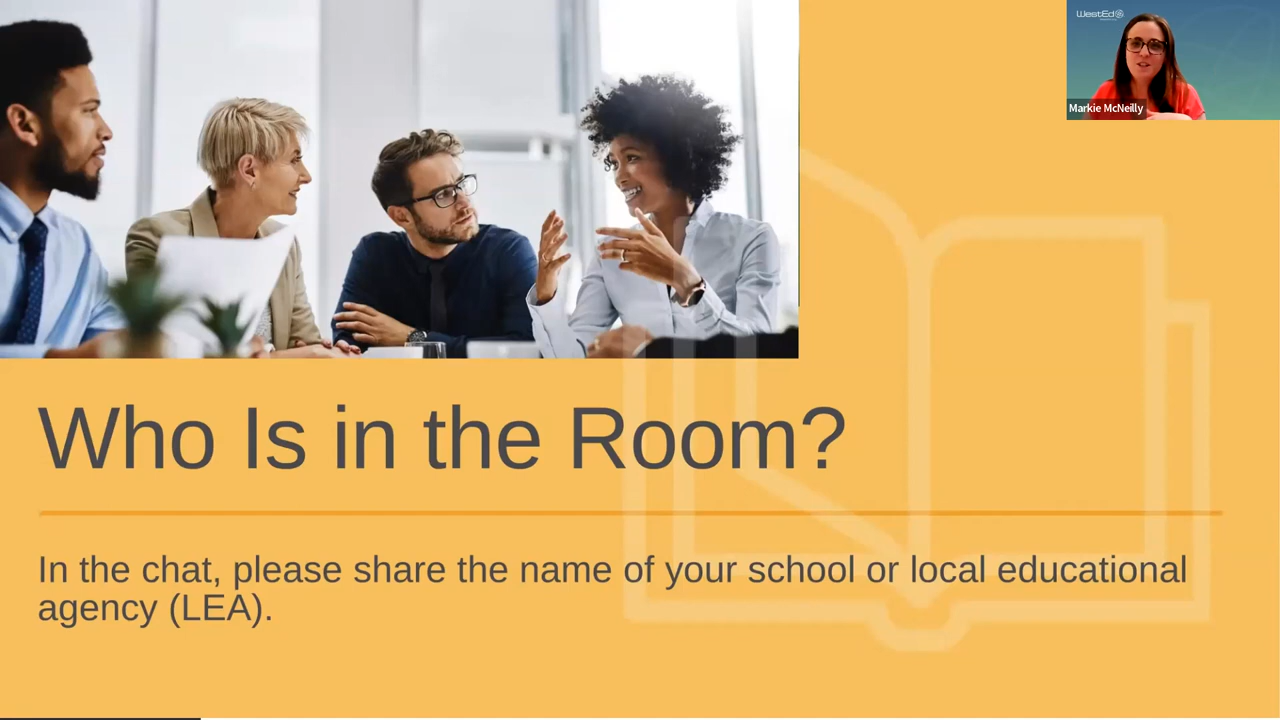 WestEd
Markie McNeilly
Who Is in the Room?
In the chat, please share the name of your school or local educational
agency (LEA).